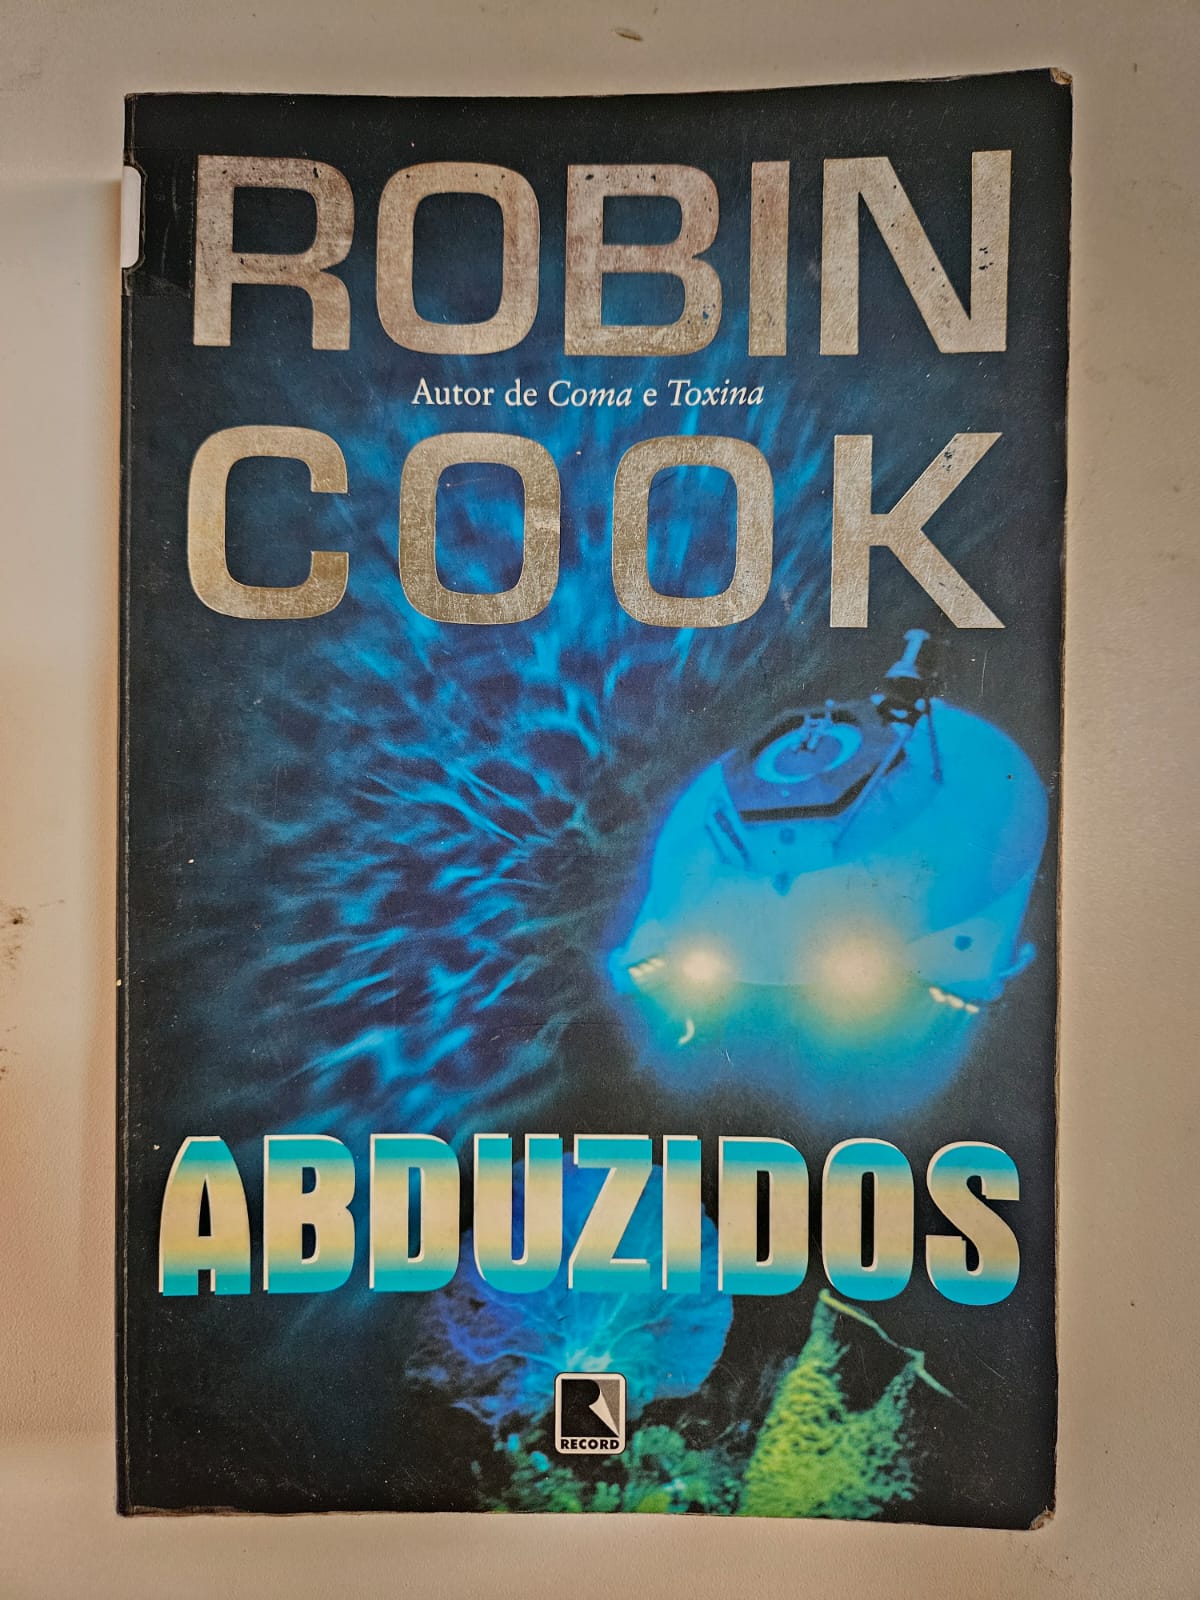 ROBIN
Autor de Coma e Toxina
COOK
ABDUZIDOS
RECORD